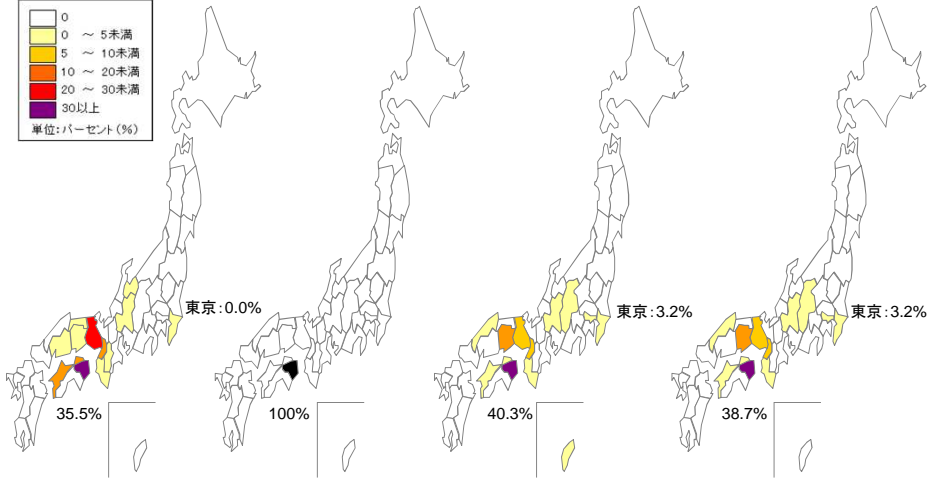 0
0 ～ 5未満
5 ～ 10未満
10 ～ 20未満
20 ～ 30未満
30以上
単位：パーセント（%）
東京：0.0%
東京：3.2%
東京：3.2%
35.5%
100%
40.3%
38.7%